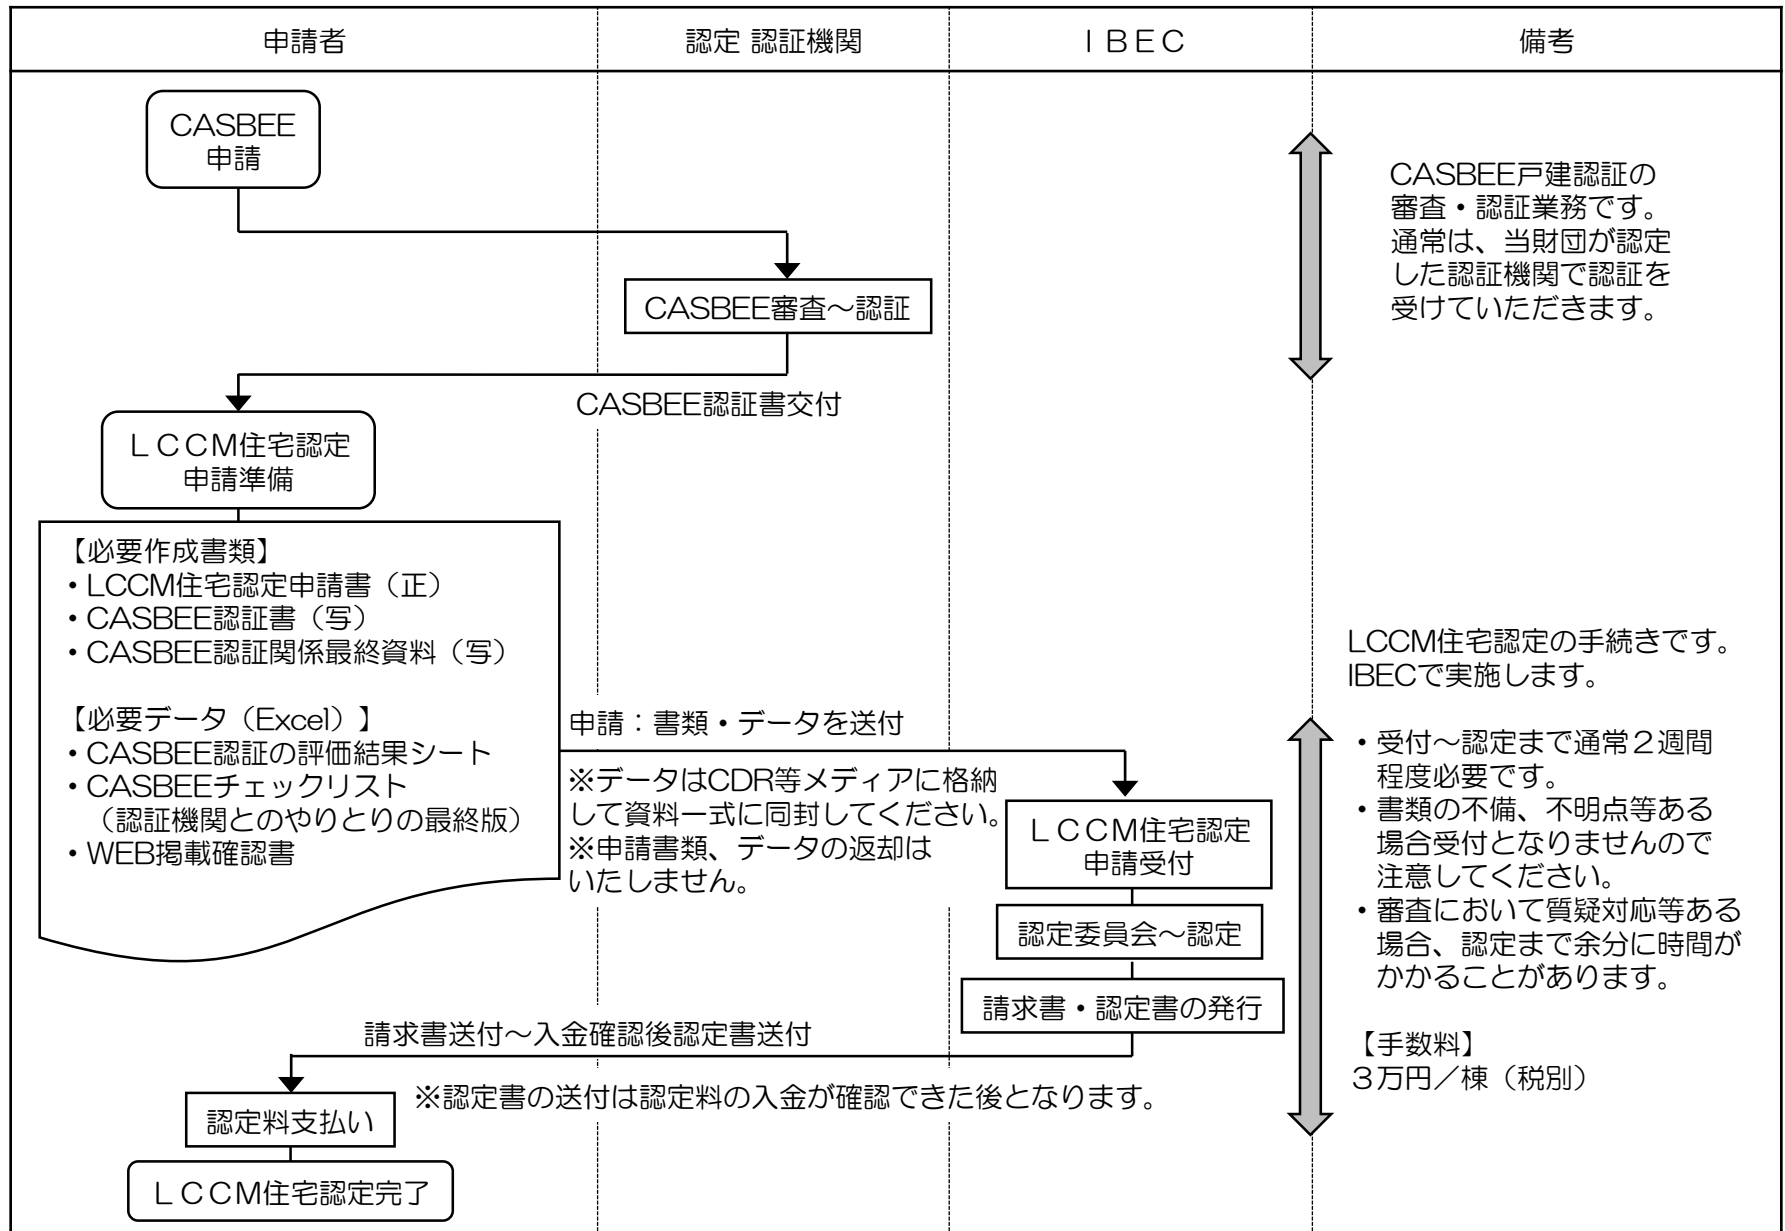 申請者
認定 認証機関
ＩＢＥＣ
備考
CASBEE
申請
CASBEE審査～認証
CASBEE戸建認証の
審査・認証業務です。
通常は、当財団が認定
した認証機関で認証を
受けていただきます。
CASBEE認証書交付
ＬＣＣＭ住宅認定
申請準備
【必要作成書類】
・LCCM住宅認定申請書（正）
・CASBEE認証書（写）
・CASBEE認証関係最終資料（写）
【必要データ（Excel）】
・CASBEE認証の評価結果シート
・CASBEEチェックリスト
（認証機関とのやりとりの最終版）
・WEB掲載確認書
申請：書類・データを送付
※データはCDR等メディアに格納
して資料一式に同封してください。
※申請書類、データの返却は
いたしません。
ＬＣＣＭ住宅認定
申請受付
認定委員会～認定
請求書・認定書の発行
LCCM住宅認定の手続きです。
IBECで実施します。
・受付～認定まで通常２週間
程度必要です。
・書類の不備、不明点等ある
場合受付となりませんので
注意してください。
・審査において質疑対応等ある
場合、認定まで余分に時間が
かかることがあります。
【手数料】
３万円／棟（税別）
請求書送付～入金確認後認定書送付
※認定書の送付は認定料の入金が確認できた後となります。
認定料支払い
ＬＣＣＭ住宅認定完了